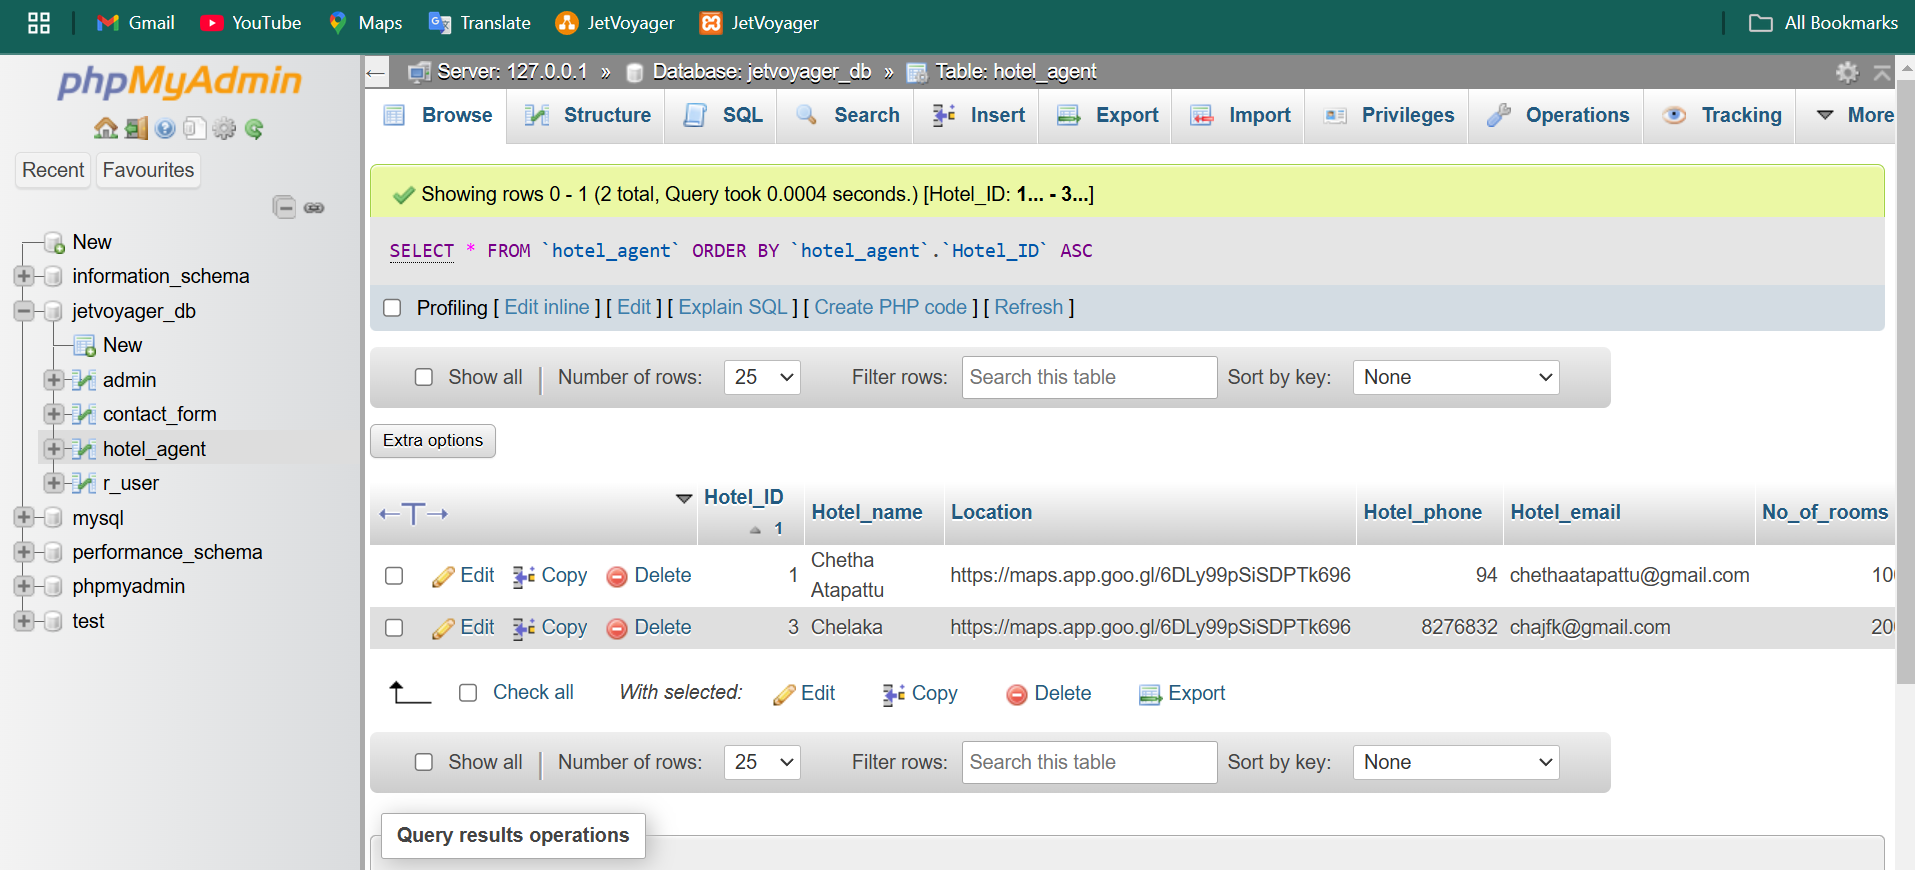 Gmail YouTube Maps Translate JetVoyager JetVoyager All Bookmarks
phpMyAdmin
Recent Favourites
New
information_schema
jetvoyager_db
New
admin
contact_form
hotel_agent
r_user
mysql
performance_schema
phpmyadmin
test
Server: 127.0.0.1 » Database: jetvoyager_db » Table: hotel_agent
Browse Structure SQL Search Insert Export Import Privileges Operations Tracking More
Showing rows 0 - 1 (2 total, Query took 0.0004 seconds.) [Hotel_ID: 1... - 3...]
SELECT * FROM `hotel_agent` ORDER BY `hotel_agent`.`Hotel_ID` ASC
Profiling [ Edit inline ] [ Edit ] [ Explain SQL ] [ Create PHP code ] [ Refresh ]
Show all Number of rows: 25 Filter rows: Search this table Sort by key: None
Extra options
Hotel_ID 1 Hotel_name Location Hotel_phone Hotel_email No_of_rooms
Edit Copy Delete 1 Chetha Atapattu https://maps.app.goo.gl/6DLy99pSiSDPTk696 94 chethaatapattu@gmail.com
Edit Copy Delete 3 Chelaka https://maps.app.goo.gl/6DLy99pSiSDPTk696 8276832 chajfk@gmail.com
Check all With selected: Edit Copy Delete Export
Show all Number of rows: 25 Filter rows: Search this table Sort by key: None
Query results operations